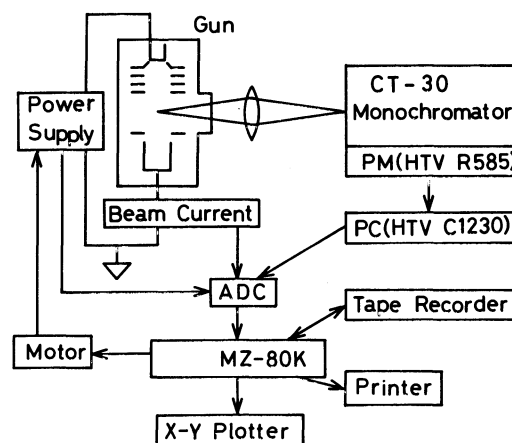 Gun
CT-30
Monochromator
PM(HTV R585)
Power
Supply
Beam Current
PC(HTV C1230)
ADC
Tape Recorder
Motor
MZ-80K
Printer
X-Y Plotter